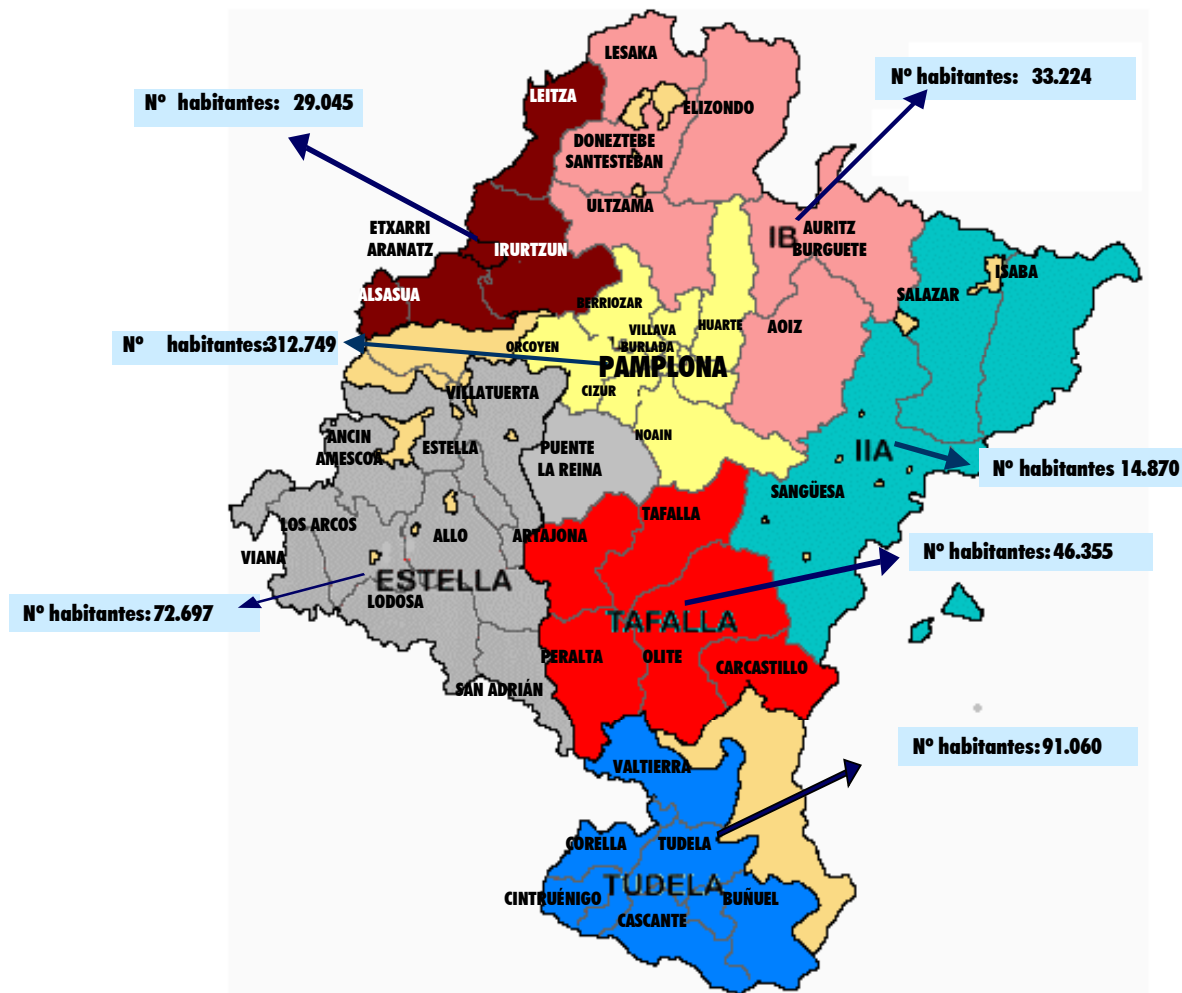 LESAKA
Nº habitantes: 33.224
LEITZA
Nº habitantes: 29.045
ELIZONDO
DONEZTEBE
SANTESTEBAN
ULTZAMA
ETXARRI
ARANATZ
IRURTZUN
IB
AURITZ
BURGUETE
ISABA
SALAZAR
ALSASUA
BERRIOZAR
HUARTE
AOIZ
VILLAVA
BURLADA
Nº habitantes:312.749
ORCOYEN
PAMPLONA
CIZUR
VILLATUERTA
NOAIN
ANCIN
AMESCOA
ESTELLA
PUENTE
LA REINA
IIA
Nº habitantes 14.870
SANGÜESA
TAFALLA
LOS ARCOS
VIANA
ALLO
ARTAJONA
Nº habitantes: 46.355
ESTELLA
LODOSA
Nº habitantes: 72.697
TAFALLA
PERALTA
OLITE
CARCASTILLO
SAN ADRIÁN
Nº habitantes: 91.060
VALTIERRA
CORELLA
TUDELA
TUDELA
CINTRUÉNIGO
BUÑUEL
CASCANTE